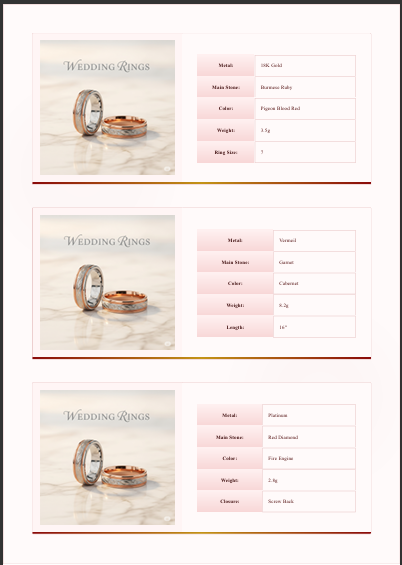 WEDDING RINGS
Metal: 18K Gold
Main Stone: Burmese Ruby
Color: Pigeon Blood Red
Weight: 3.5g
Ring Size: 7
WEDDING RINGS
Metal: Vermeil
Main Stone: Garnet
Color: Cabernet
Weight: 8.2g
Length: 16"
WEDDING RINGS
Metal: Platinum
Main Stone: Red Diamond
Color: Fire Engine
Weight: 2.8g
Closure: Screw Back